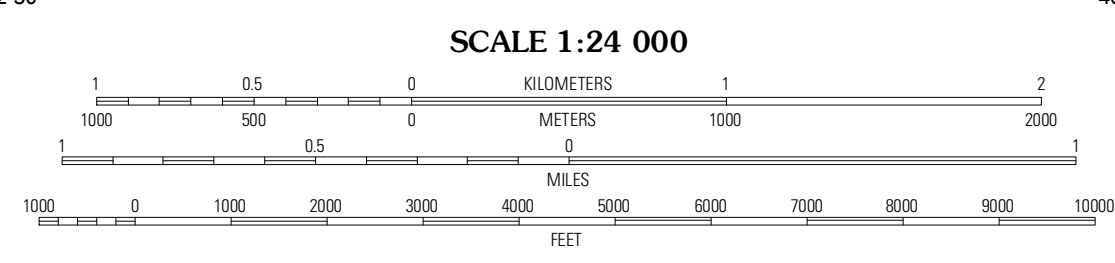 SCALE 1:24 000
1 0.5 0 KILOMETERS 1 2
1000 500 0 METERS 1000 2000
1 0.5 0 1
MILES
1000 0 1000 2000 3000 4000 5000 6000 7000 8000 9000 10000
FEET